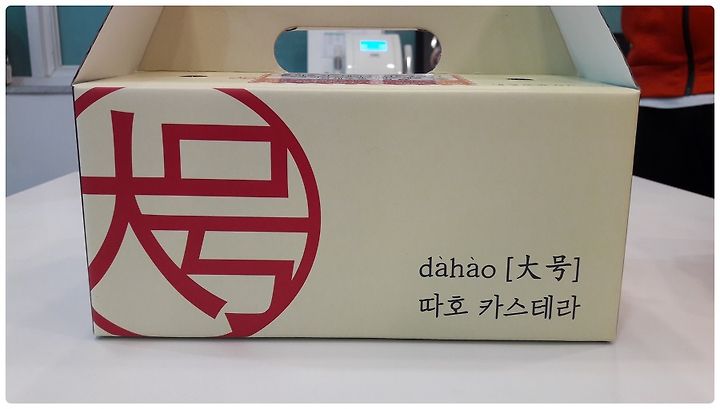 大号
dàhào [大号]
따호 카스테라